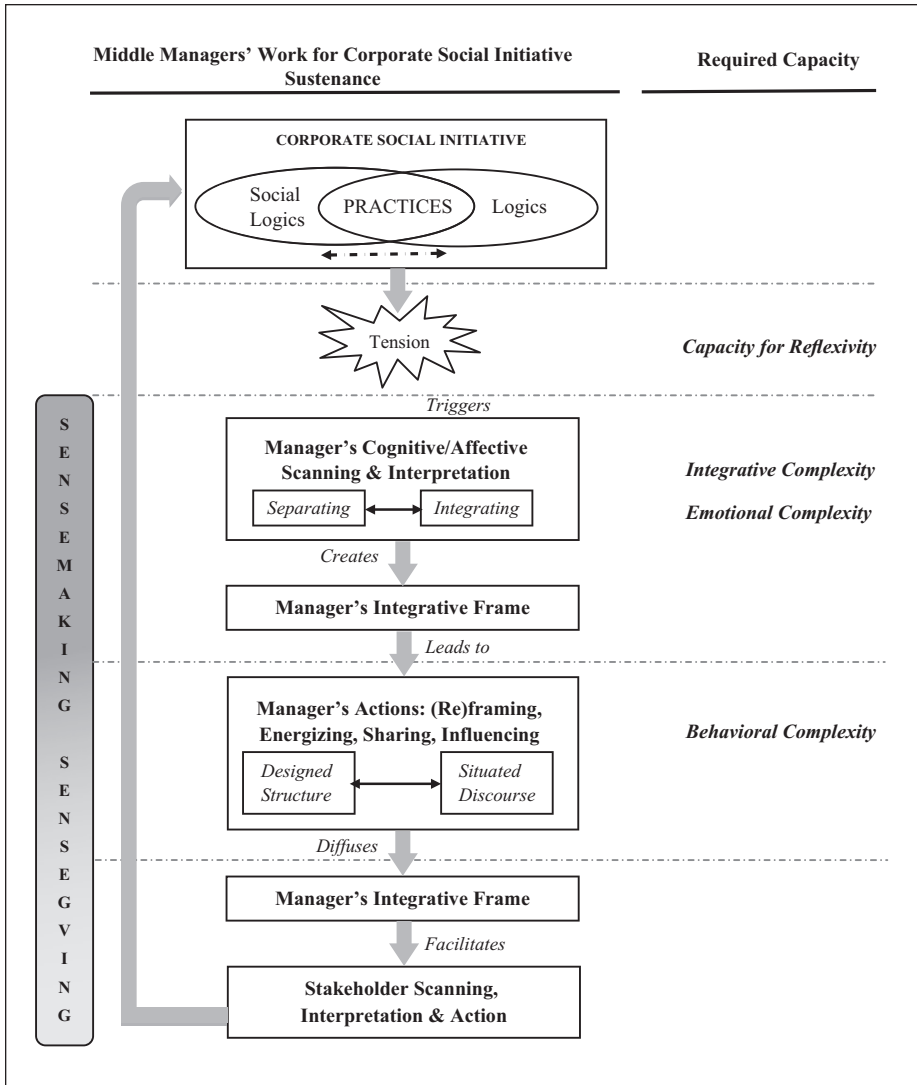 Middle Managers' Work for Corporate Social Initiative
Sustenance
Required Capacity
CORPORATE SOCIAL INITIATIVE
Social
Logics
PRACTICES
Logics
Tension
Capacity for Reflexivity
Triggers
Manager's Cognitive/Affective
Scanning & Interpretation
Separating
Integrating
Integrative Complexity
Emotional Complexity
Creates
Manager's Integrative Frame
Leads to
Manager's Actions: (Re)framing,
Energizing, Sharing, Influencing
Designed
Structure
Situated
Discourse
Behavioral Complexity
Diffuses
Manager's Integrative Frame
Facilitates
Stakeholder Scanning,
Interpretation & Action
SENSEMAKING SENSEGVING